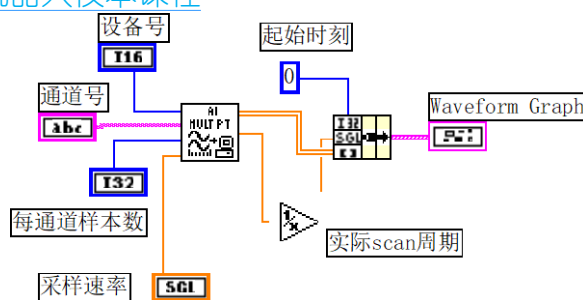 设备号
I16
起始时刻
0
通道号
abc
AI
MULT PT
I32
SGL
Waveform Graph
I32
每通道样本数
1/x
实际scan周期
采样速率
SGL